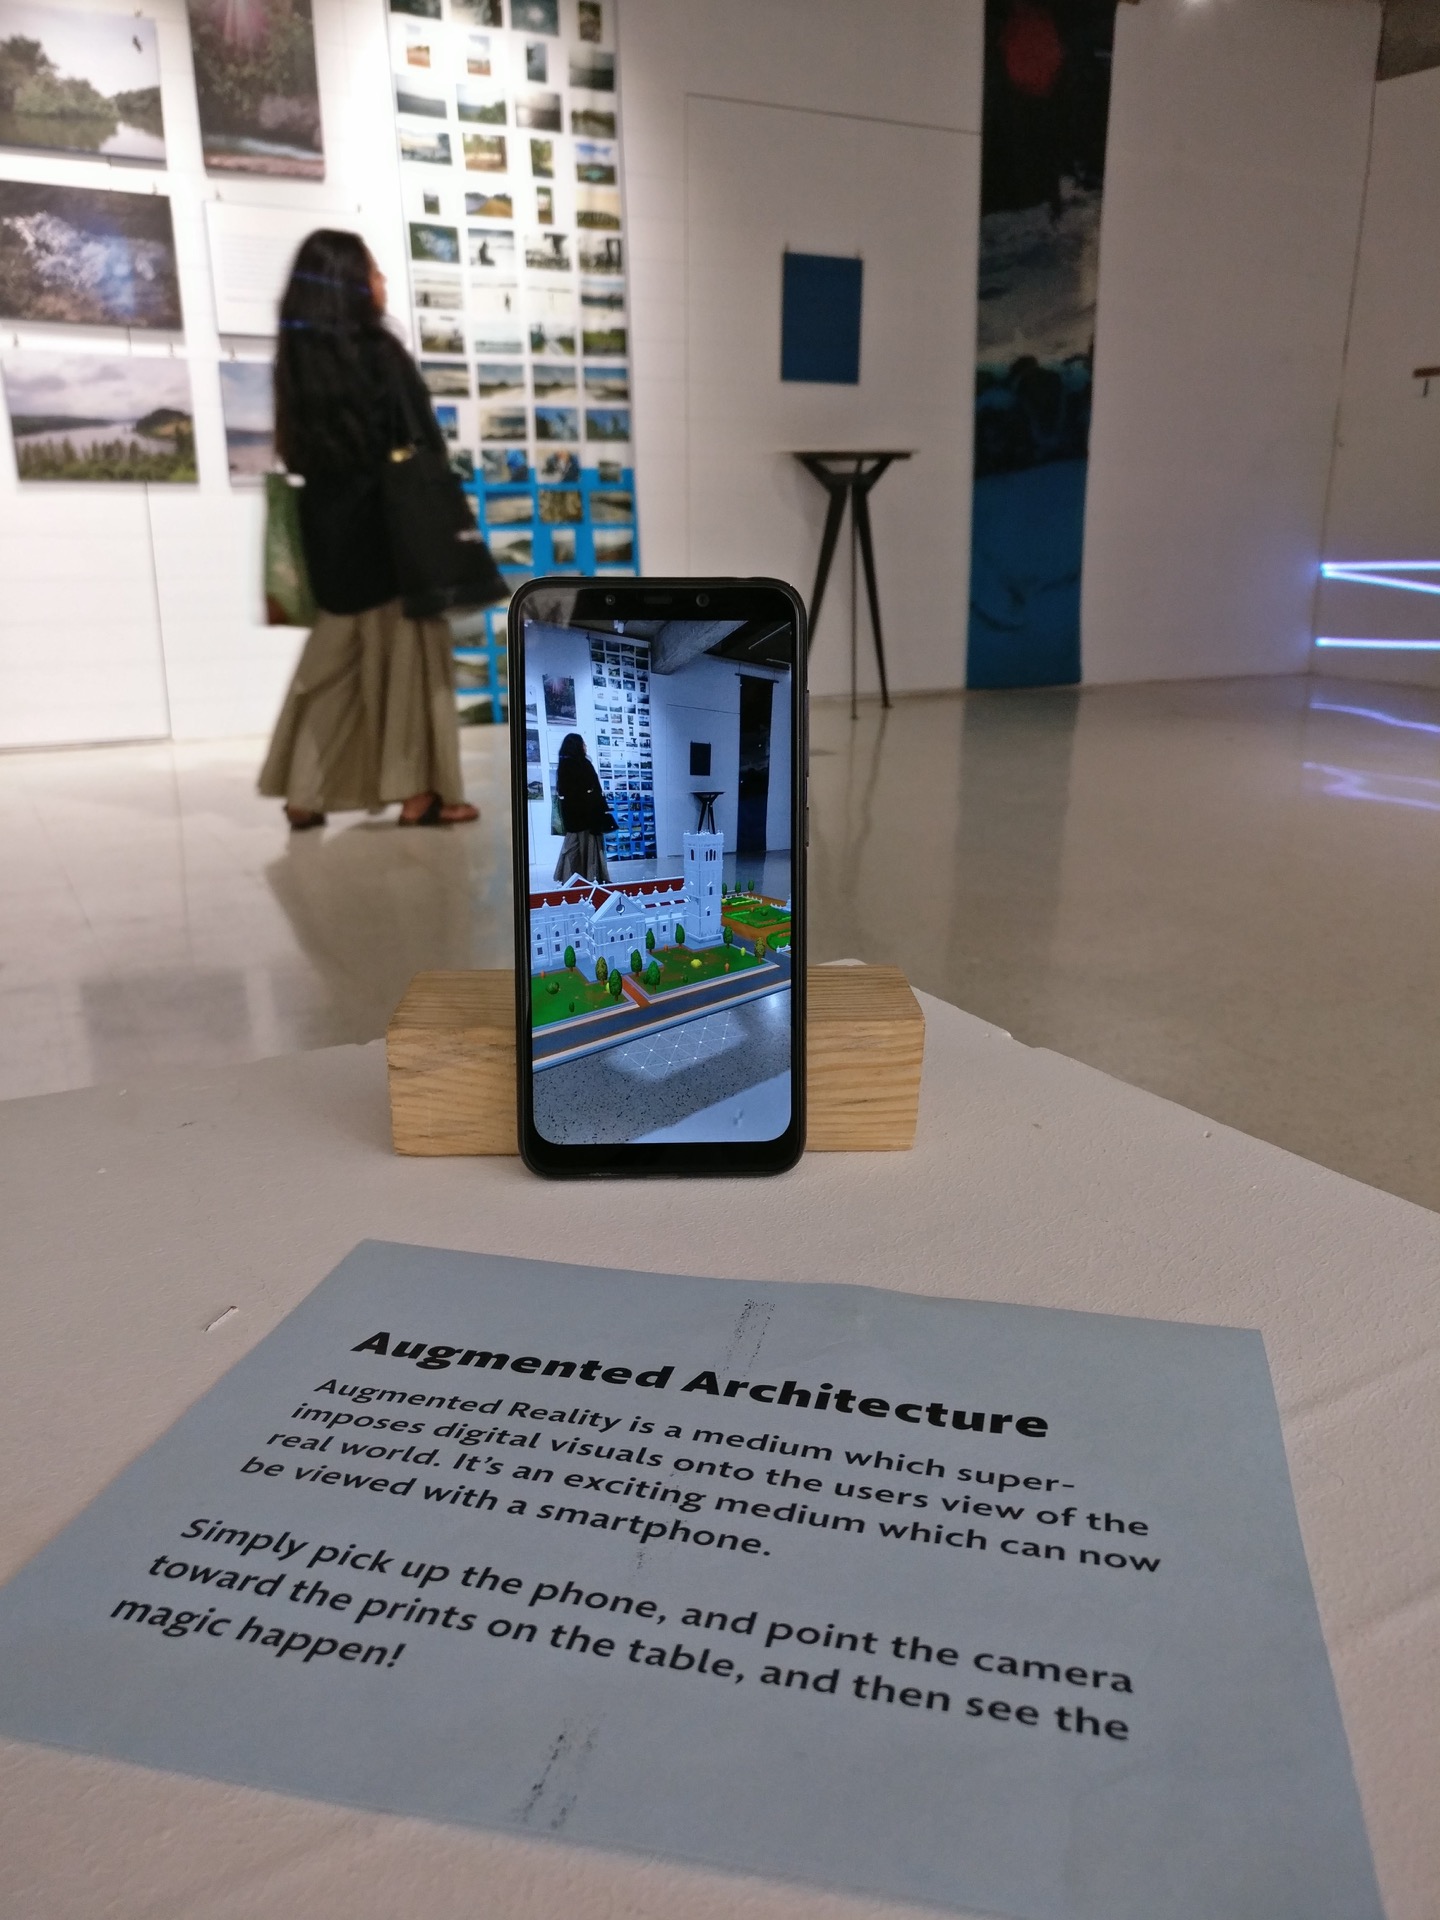 Augmented Architecture
Augmented Reality is a medium which super-
imposes digital visuals onto the users view of the
real world. It's an exciting medium which can now
be viewed with a smartphone.
Simply pick up the phone, and point the camera
toward the prints on the table, and then see the
magic happen!